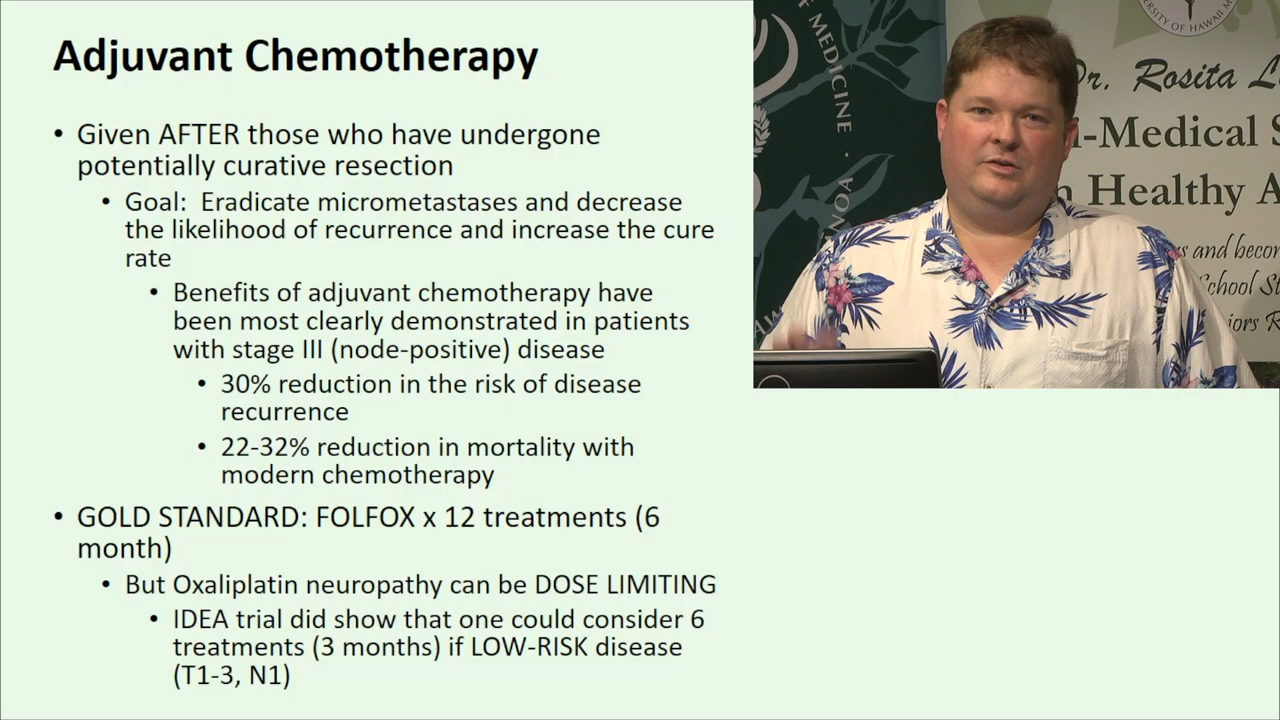 Adjuvant Chemotherapy
• Given AFTER those who have undergone
potentially curative resection
• Goal: Eradicate micrometastases and decrease
the likelihood of recurrence and increase the cure
rate
• Benefits of adjuvant chemotherapy have
been most clearly demonstrated in patients
with stage III (node-positive) disease
• 30% reduction in the risk of disease
recurrence
• 22-32% reduction in mortality with
modern chemotherapy
• GOLD STANDARD: FOLFOX x 12 treatments (6
month)
• But Oxaliplatin neuropathy can be DOSE LIMITING
• IDEA trial did show that one could consider 6
treatments (3 months) if LOW-RISK disease
(T1-3, N1)
OF MEDICINE ·
OF HAWAII
Dr. Rosita
i-Medical
Healthy
and
School